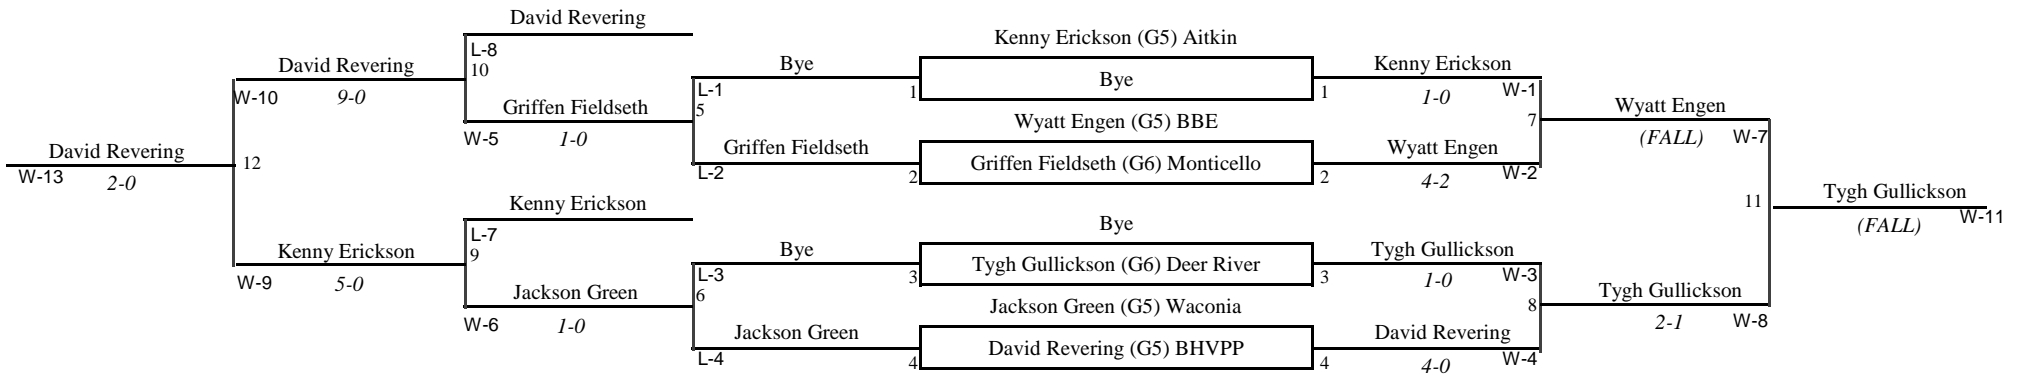 David Revering
L-8
10
David Revering
W-10
9-0
Griffen Fieldseth
W-5
1-0
David Revering
W-13
2-0
12
Kenny Erickson
L-7
9
Kenny Erickson
W-9
5-0
Jackson Green
W-6
1-0
Bye
L-1
5
Griffen Fieldseth
L-2
Bye
L-3
6
Jackson Green
L-4
Kenny Erickson (G5) Aitkin
1
Bye
1
Wyatt Engen (G5) BBE
2
Griffen Fieldseth (G6) Monticello
2
Bye
3
Tygh Gullickson (G6) Deer River
3
Jackson Green (G5) Waconia
4
David Revering (G5) BHVPP
4
Kenny Erickson
1-0
W-1
7
Wyatt Engen
4-2
W-2
Tygh Gullickson
1-0
W-3
8
David Revering
4-0
W-4
Wyatt Engen
(FALL)
W-7
11
Tygh Gullickson
2-1
W-8
Tygh Gullickson
(FALL)
W-11